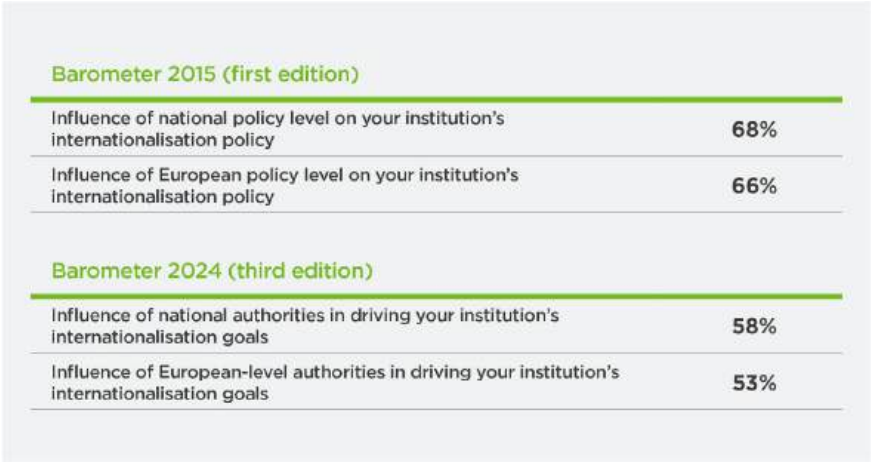 Barometer 2015 (first edition)
Influence of national policy level on your institution's
internationalisation policy
68%
Influence of European policy level on your institution's
internationalisation policy
66%
Barometer 2024 (third edition)
Influence of national authorities in driving your institution's
internationalisation goals
58%
Influence of European-level authorities in driving your institution's
internationalisation goals
53%